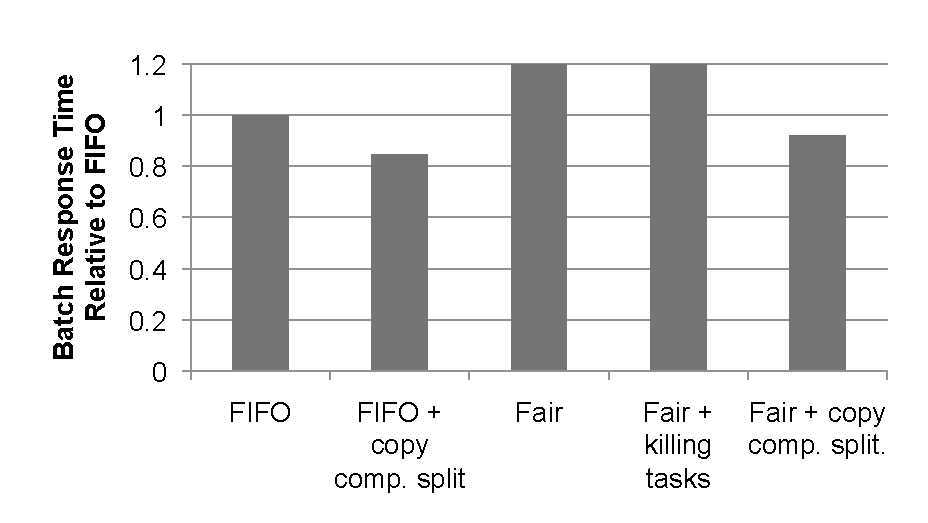 Batch Response Time
Relative to FIFO
1.2
1
0.8
0.6
0.4
0.2
0
FIFO
FIFO +
copy
comp. split
Fair
Fair +
killing
tasks
Fair + copy
comp. split.